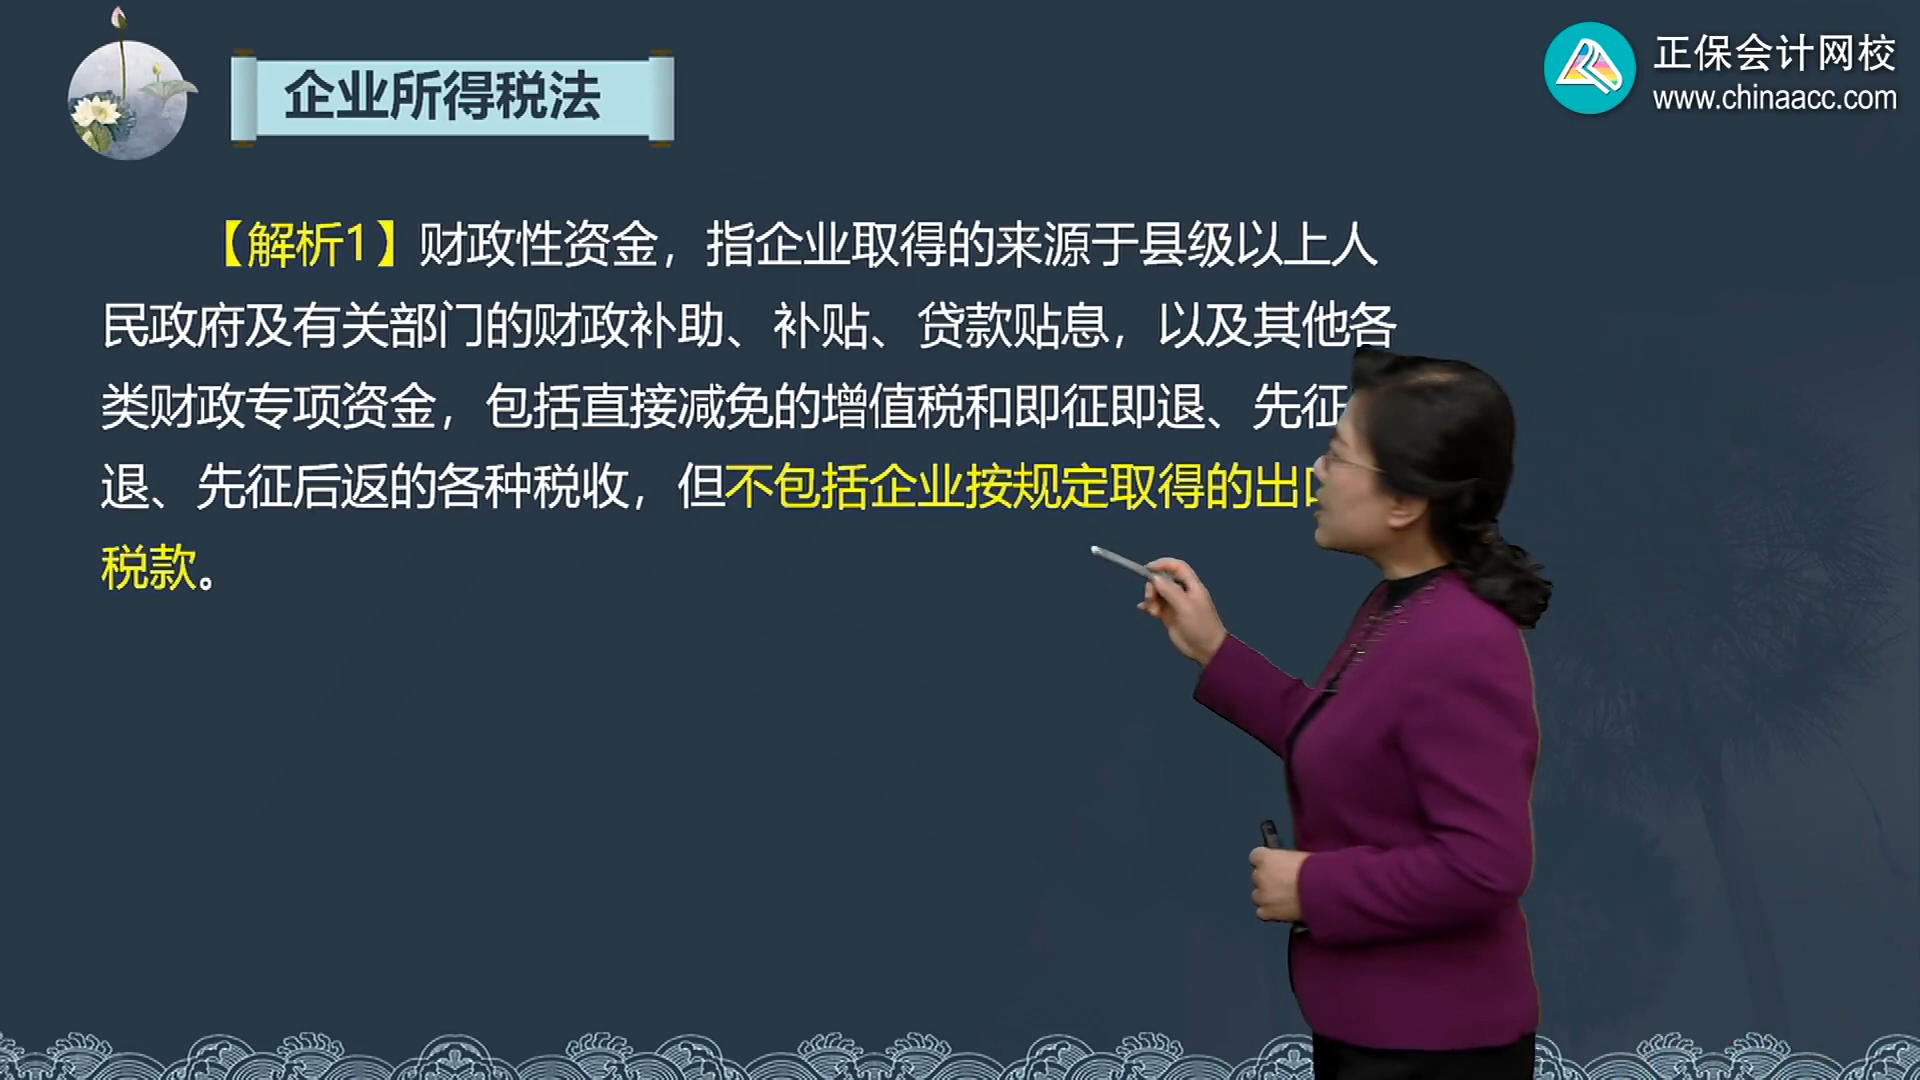 企业所得税法
正保会计网校
www.chinaacc.com
【解析1】财政性资金，指企业取得的来源于县级以上人
民政府及有关部门的财政补助、补贴、贷款贴息，以及其他各
类财政专项资金，包括直接减免的增值税和即征即退、先征
退、先征后返的各种税收，但不包括企业按规定取得的出口
税款。